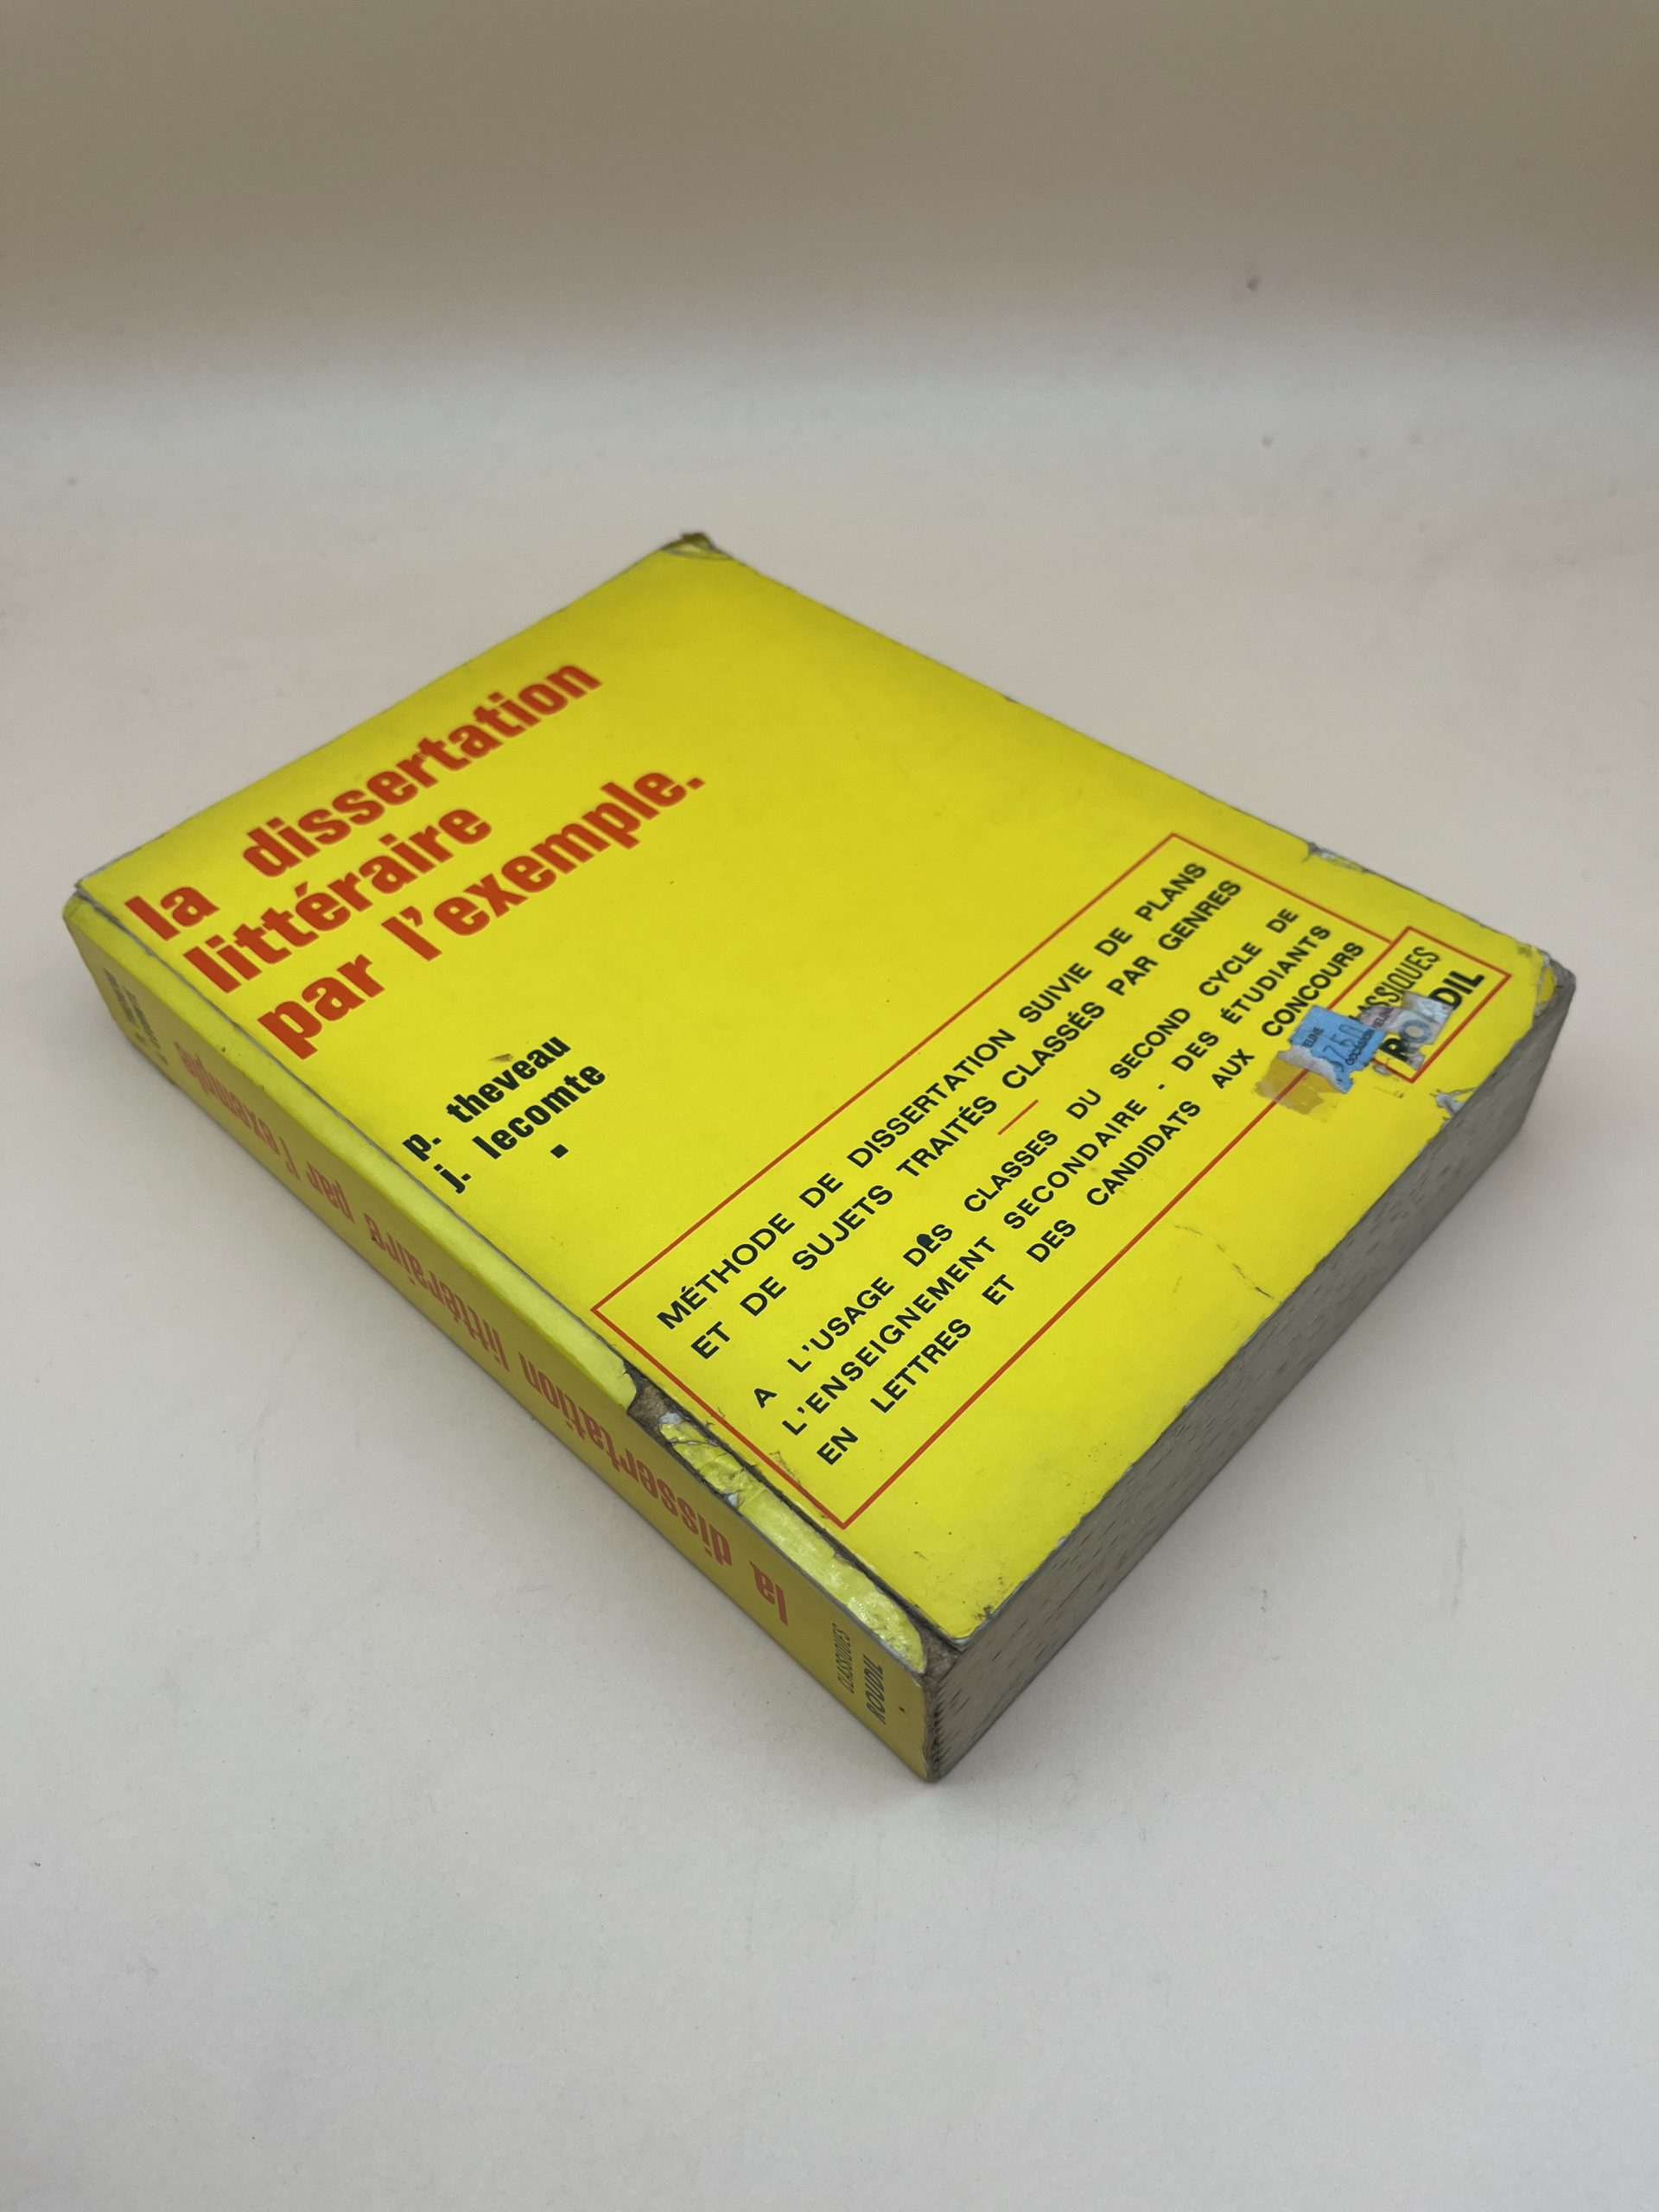 la dissertation
littéraire
par l'exemple.
p. theveau
j. lecomte
MÉTHODE DE DISSERTATION SUIVIE DE PLANS
ET DE SUJETS TRAITÉS CLASSÉS PAR GENRES
A L'USAGE DES CLASSES DU SECOND CYCLE DE
L'ENSEIGNEMENT SECONDAIRE - DES ÉTUDIANTS
EN LETTRES ET DES CANDIDATS AUX CONCOURS
la dissertation littéraire par l'exemple
CLASSIQUES
ROUDIL